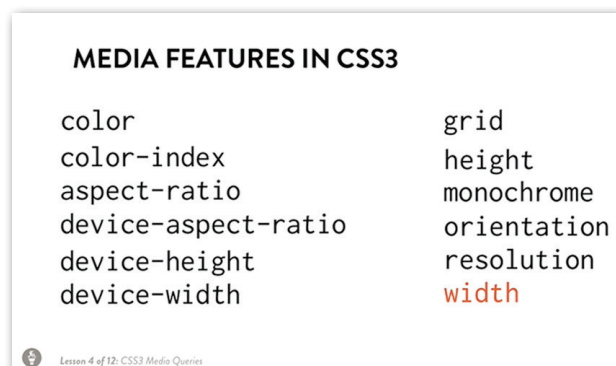 MEDIA FEATURES IN CSS3
color
color-index
aspect-ratio
device-aspect-ratio
device-height
device-width
grid
height
monochrome
orientation
resolution
width
Lesson 4 of 12: CSS3 Media Queries